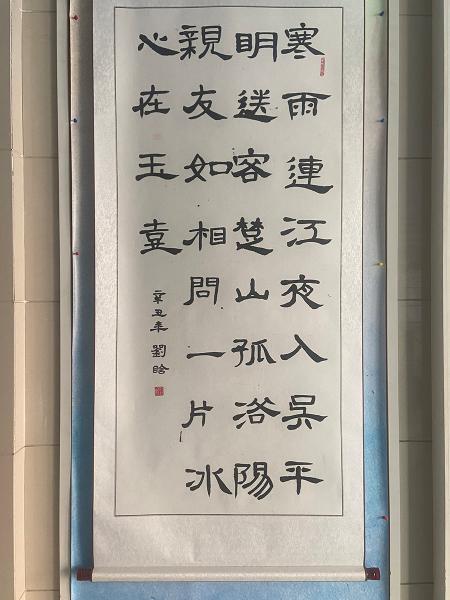 寒雨連江夜入吳平
明送客楚山孤洛陽
親友如相問一片冰
心在玉壺
辛丑年劉晗